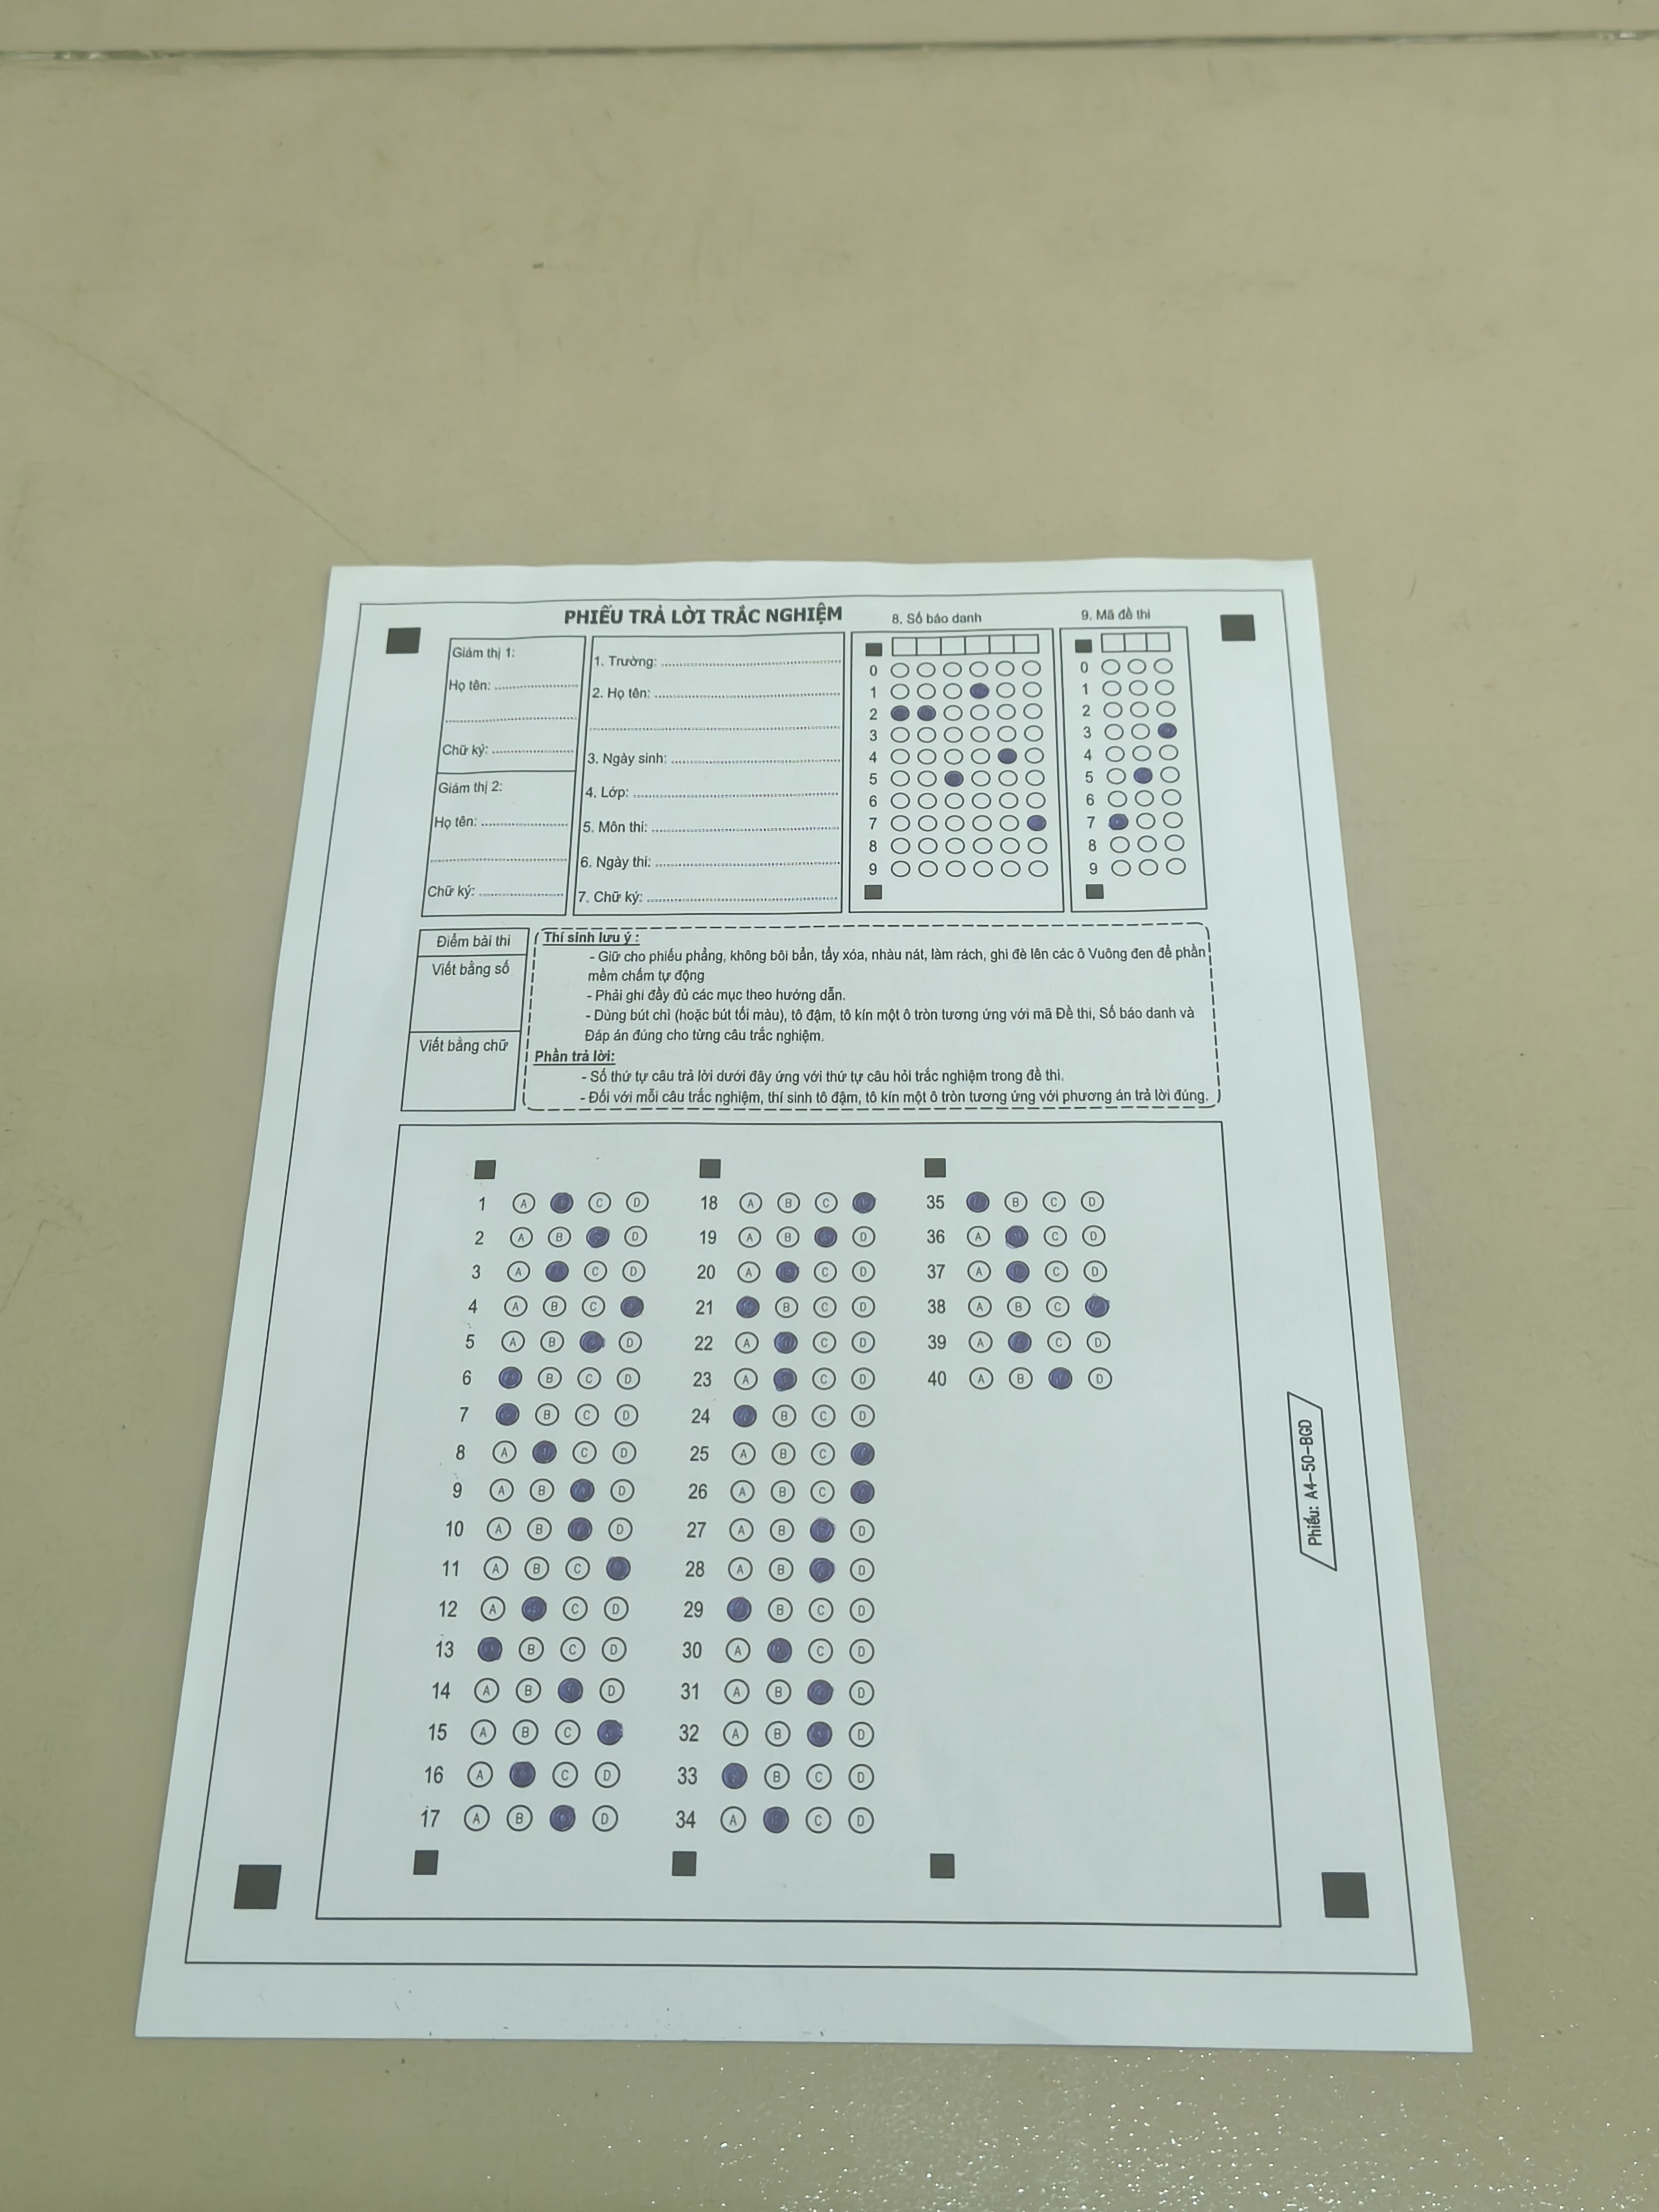 PHIẾU TRẢ LỜI TRẮC NGHIỆM
8. Số báo danh
9. Mã đề thi
Giám thị 1:
Họ tên:
Chữ ký:
Giám thị 2:
Họ tên:
Chữ ký:
1. Trường:
2. Họ tên:
3. Ngày sinh:
4. Lớp:
5. Môn thi:
6. Ngày thi:
7. Chữ ký:
0 0
1 1
2 2
3 3
4 4
5 5
6 6
7 7
8 8
9 9
Điểm bài thi
Viết bằng số
Viết bằng chữ
Thí sinh lưu ý :
- Giữ cho phiếu phẳng, không bôi bẩn, tẩy xóa, nhàu nát, làm rách, ghi đè lên các ô Vuông đen để phần
mềm chấm tự động
- Phải ghi đầy đủ các mục theo hướng dẫn.
- Dùng bút chì (hoặc bút tối màu), tô đậm, tô kín một ô tròn tương ứng với mã Đề thi, Số báo danh và
Đáp án đúng cho từng câu trắc nghiệm.
Phần trả lời:
- Số thứ tự câu trả lời dưới đây ứng với thứ tự câu hỏi trắc nghiệm trong đề thi.
- Đối với mỗi câu trắc nghiệm, thí sinh tô đậm, tô kín một ô tròn tương ứng với phương án trả lời đúng.
1 A C D
2 A B D
3 A C D
4 A B C
5 A B D
6 B C D
7 B C D
8 A C D
9 A B D
10 A B D
11 A B C
12 A C D
13 B C D
14 A B D
15 A B C
16 A C D
17 A B D
18 A B C
19 A B D
20 A C D
21 B C D
22 A C D
23 A C D
24 B C D
25 A B C
26 A B C
27 A B D
28 A B D
29 B C D
30 A C D
31 A B D
32 A B D
33 B C D
34 A C D
35 B C D
36 A C D
37 A C D
38 A B C
39 A C D
40 A B D
Phiếu: A4-50-BGD